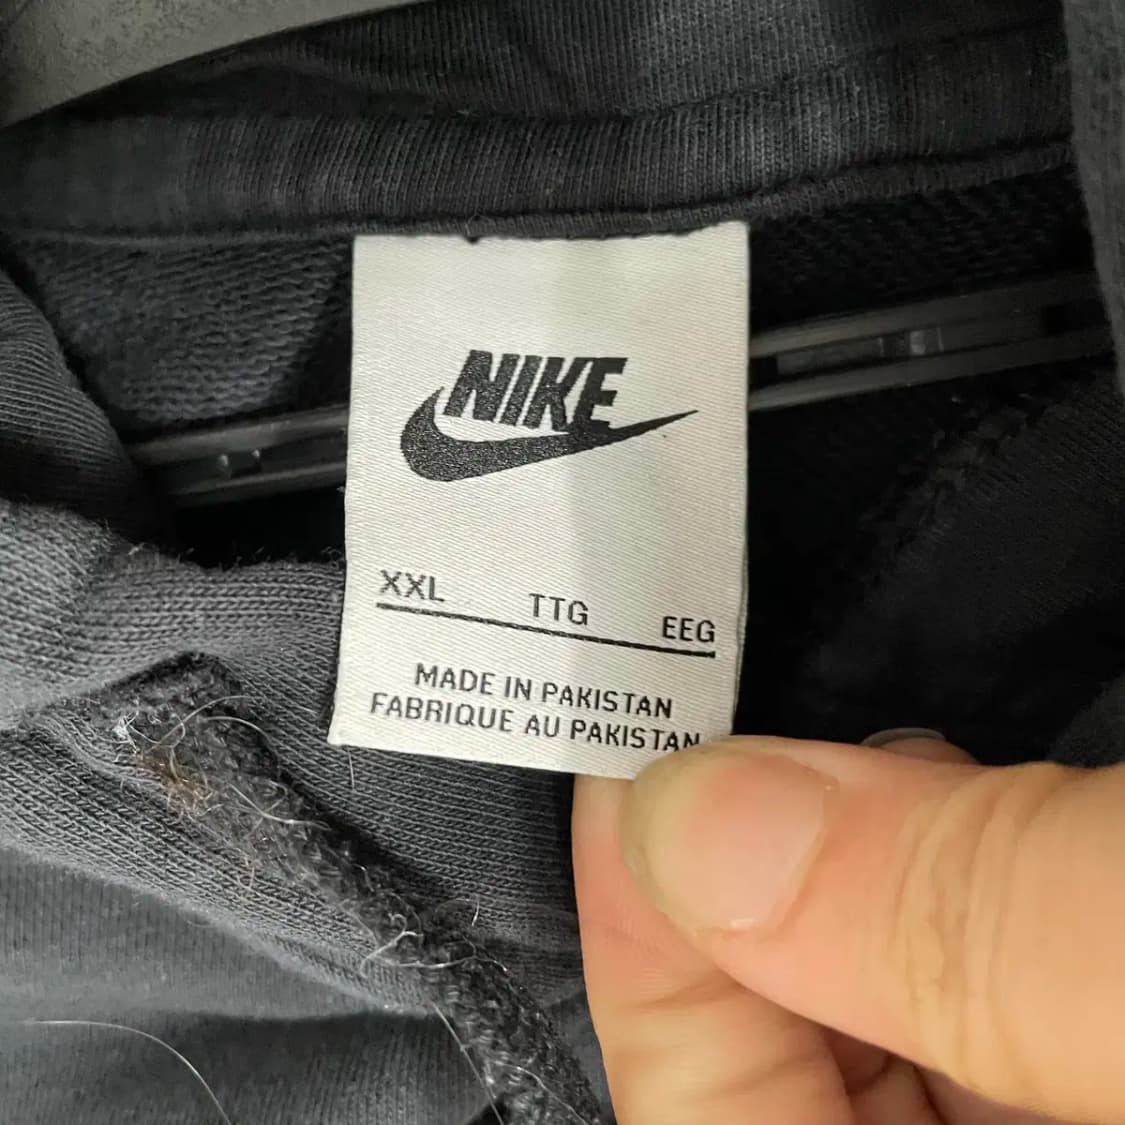 NIKE
XXL TTG EEG
MADE IN PAKISTAN
FABRIQUE AU PAKISTAN